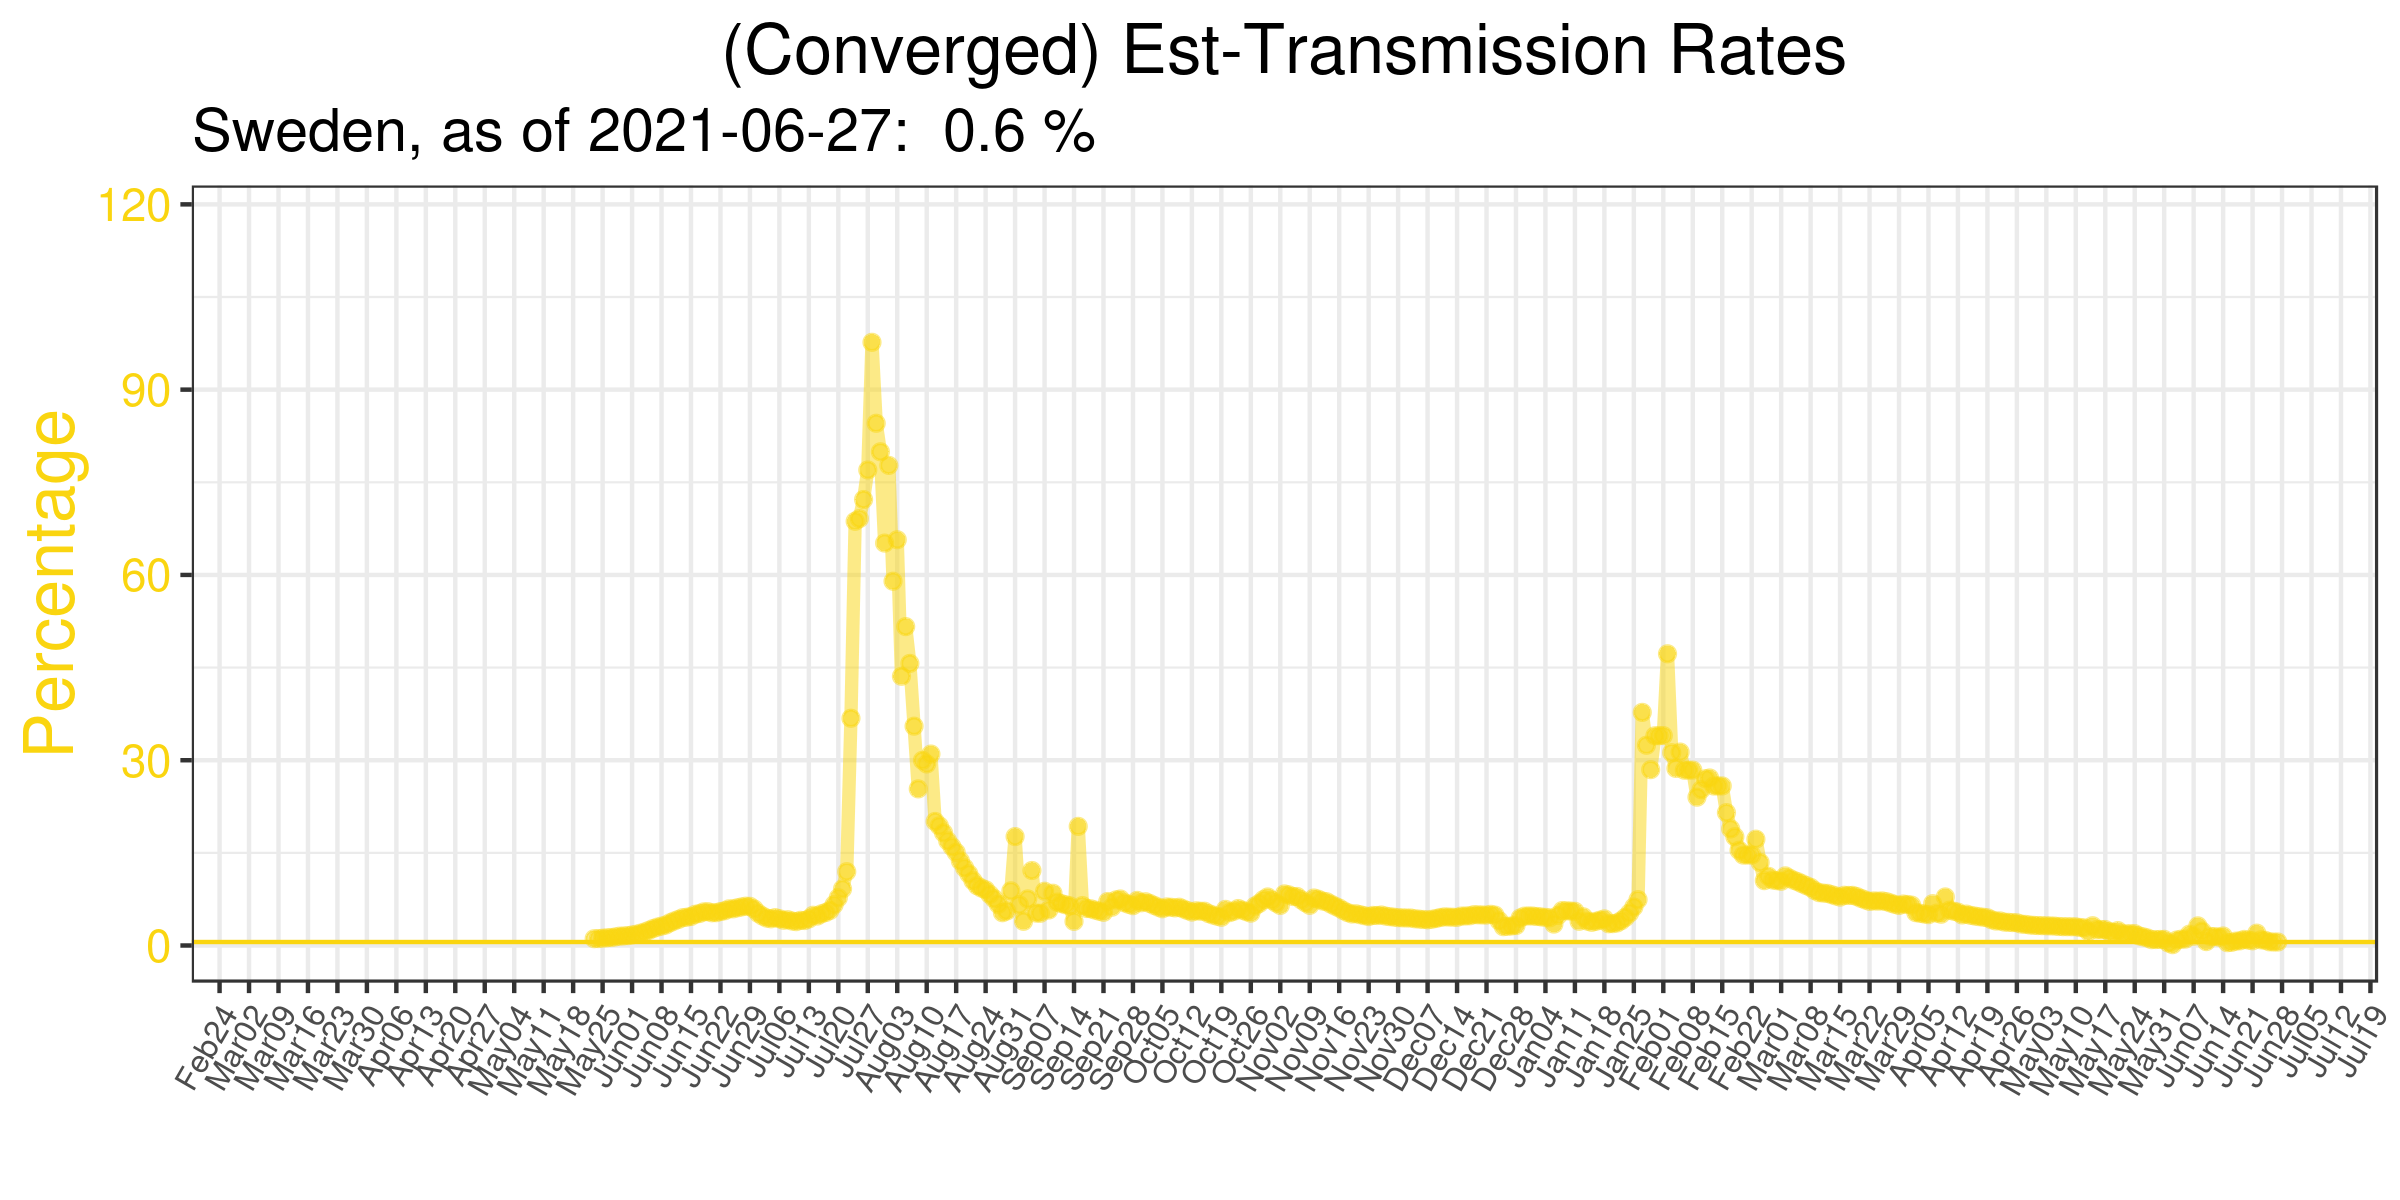 (Converged) Est-Transmission Rates
Sweden, as of 2021-06-27: 0.6 %
Percentage
120
90
60
30
0
Feb24
Mar02
Mar09
Mar16
Mar23
Mar30
Apr06
Apr13
Apr20
Apr27
May04
May11
May18
May25
Jun01
Jun08
Jun15
Jun22
Jun29
Jul06
Jul13
Jul20
Jul27
Aug03
Aug10
Aug17
Aug24
Aug31
Sep07
Sep14
Sep21
Sep28
Oct05
Oct12
Oct19
Oct26
Nov02
Nov09
Nov16
Nov23
Nov30
Dec07
Dec14
Dec21
Dec28
Jan04
Jan11
Jan18
Jan25
Feb01
Feb08
Feb15
Feb22
Mar01
Mar08
Mar15
Mar22
Mar29
Apr05
Apr12
Apr19
Apr26
May03
May10
May17
May24
May31
Jun07
Jun14
Jun21
Jun28
Jul05
Jul12
Jul19